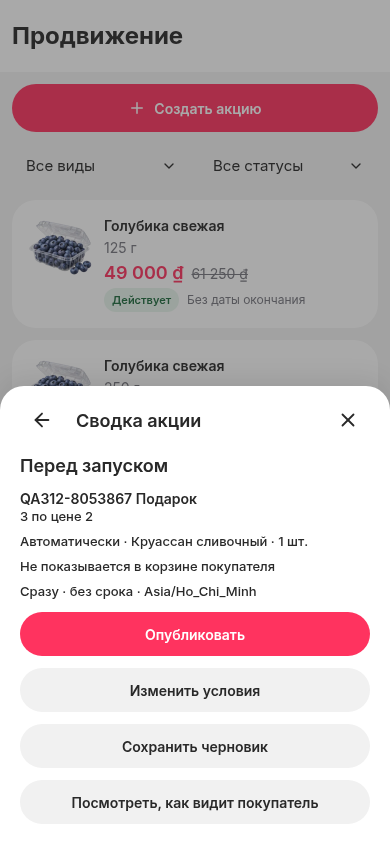 Продвижение
Создать акцию
Все виды
Все статусы
Голубика свежая
125 г
49 000 ₫ 61 250 ₫
Действует Без даты окончания
Голубика свежая
Сводка акции
Перед запуском
QA312-8053867 Подарок
3 по цене 2
Автоматически · Круассан сливочный · 1 шт.
Не показывается в корзине покупателя
Сразу · без срока · Asia/Ho_Chi_Minh
Опубликовать
Изменить условия
Сохранить черновик
Посмотреть, как видит покупатель